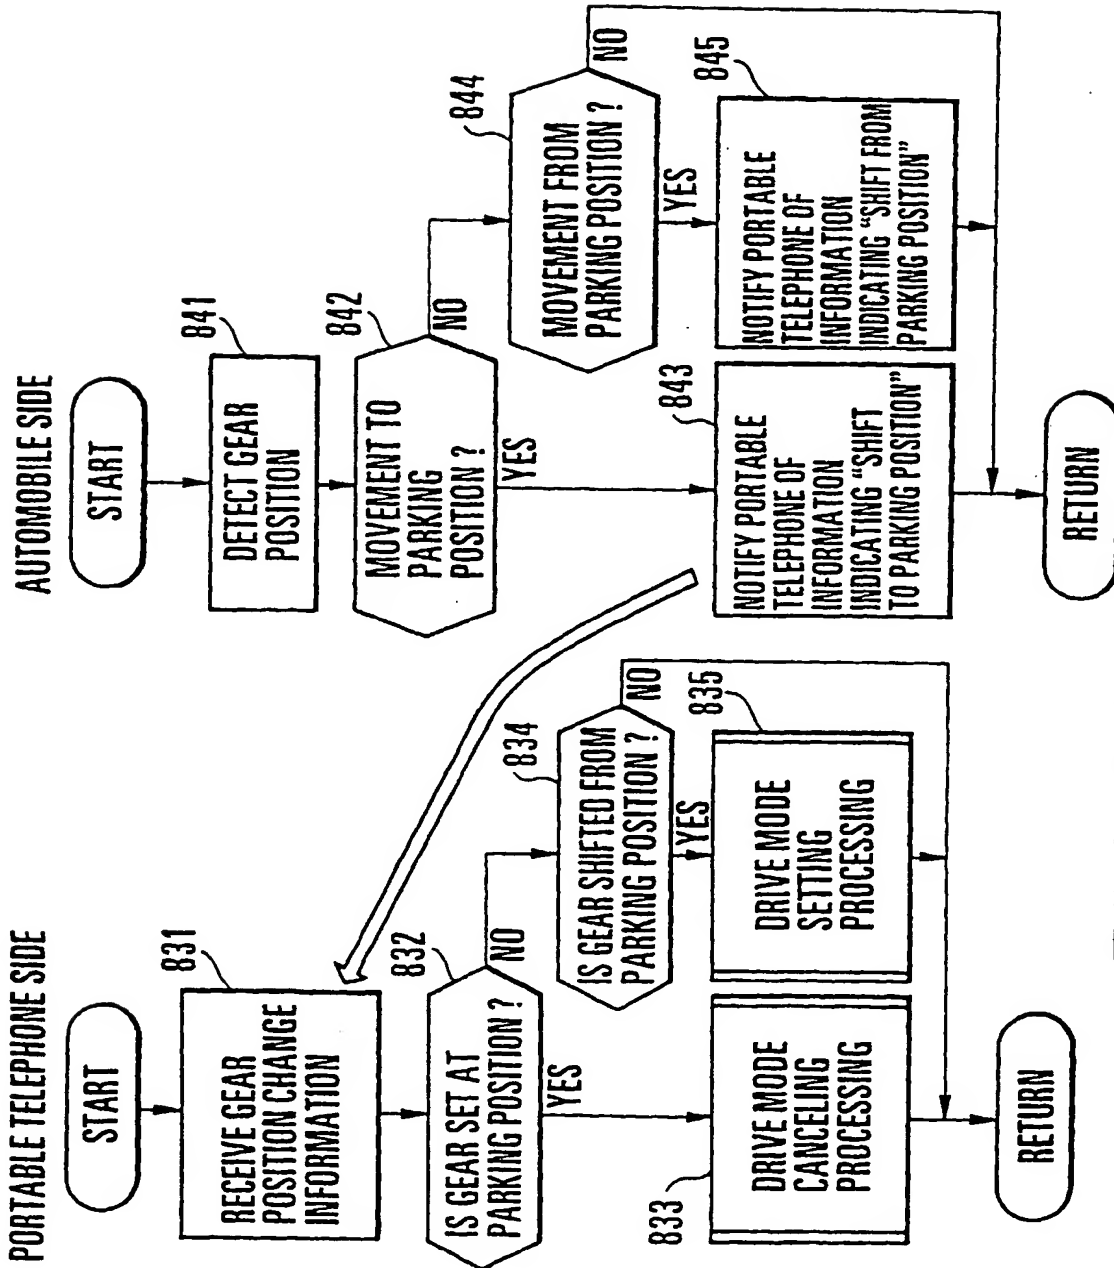 PORTABLE TELEPHONE SIDE
START
831
RECEIVE GEAR
POSITION CHANGE
INFORMATION
832
IS GEAR SET AT
PARKING POSITION ?
NO
YES
834
IS GEAR SHIFTED FROM
PARKING POSITION ?
NO
YES
833
DRIVE MODE
CANCELING
PROCESSING
835
DRIVE MODE
SETTING
PROCESSING
RETURN
AUTOMOBILE SIDE
START
841
DETECT GEAR
POSITION
842
MOVEMENT TO
PARKING
POSITION ?
NO
YES
844
MOVEMENT FROM
PARKING POSITION ?
NO
YES
843
NOTIFY PORTABLE
TELEPHONE OF
INFORMATION
INDICATING “SHIFT
TO PARKING POSITION”
845
NOTIFY PORTABLE
TELEPHONE OF
INFORMATION
INDICATING “SHIFT FROM
PARKING POSITION”
RETURN